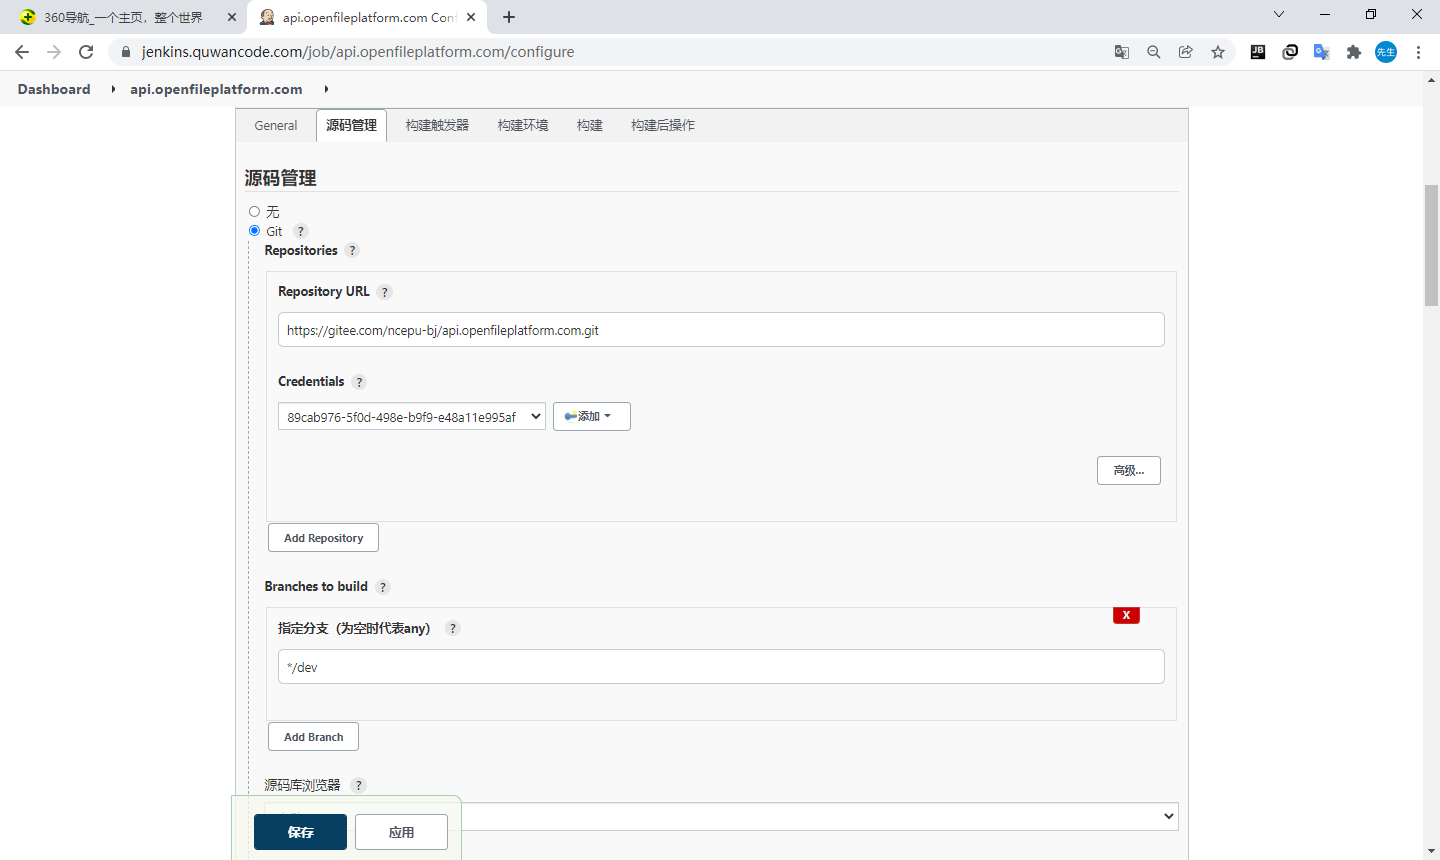 360导航_一个主页，整个世界
api.openfileplatform.com Con
jenkins.quwancode.com/job/api.openfileplatform.com/configure
JB
先生
Dashboard
api.openfileplatform.com
General
源码管理
构建触发器
构建环境
构建
构建后操作
源码管理
无
Git ?
Repositories ?
Repository URL ?
https://gitee.com/ncepu-bj/api.openfileplatform.com.git
Credentials ?
89cab976-5f0d-498e-b9f9-e48a11e995af
添加
高级...
Add Repository
Branches to build ?
X
指定分支（为空时代表any） ?
*/dev
Add Branch
源码库浏览器 ?
保存
应用